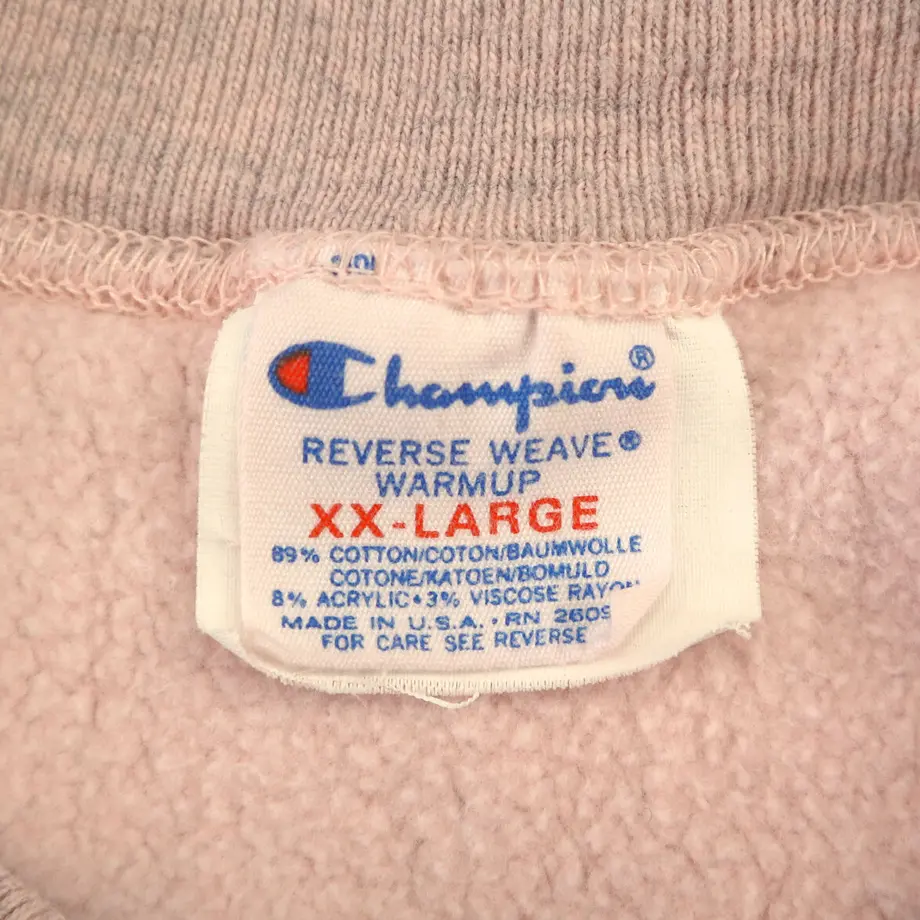 Champion®
REVERSE WEAVE®
WARMUP
XX-LARGE
89% COTTON/COTON/BAUMWOLLE
COTONE/KATOEN/BOMULD
8% ACRYLIC•3% VISCOSE RAYON
MADE IN U.S.A. • RN 2609
FOR CARE SEE REVERSE